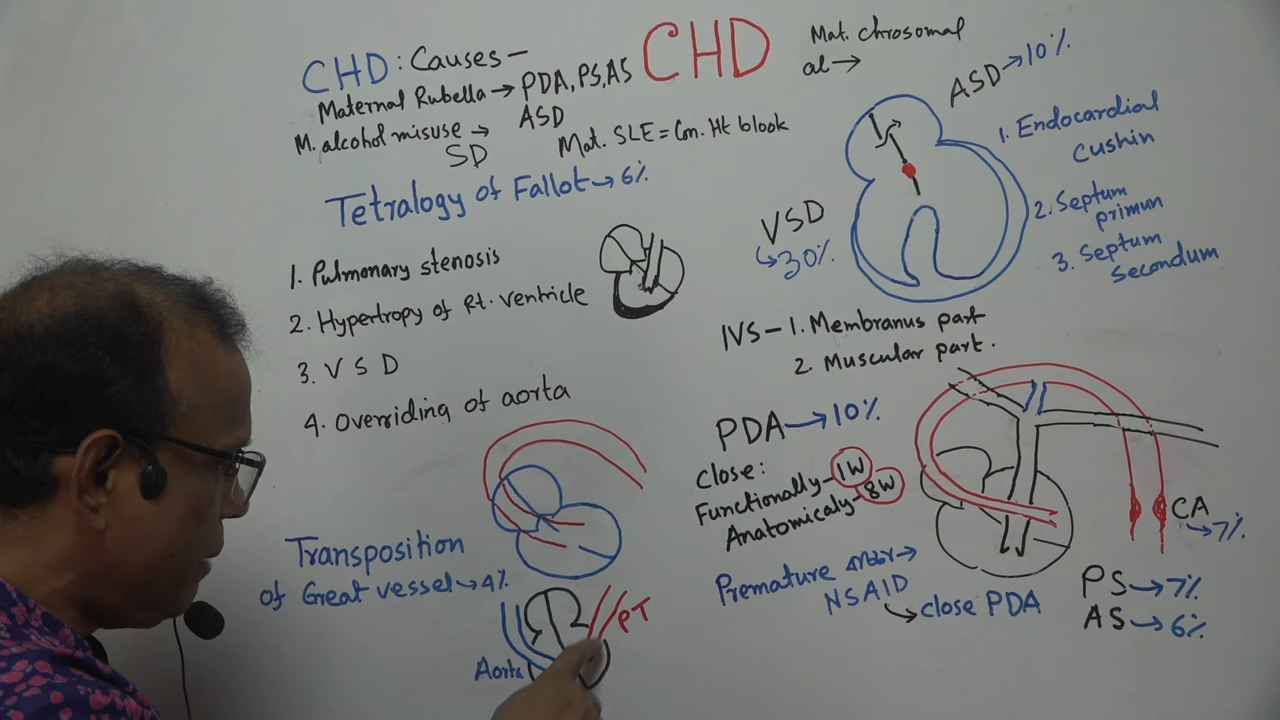 CHD: Causes -
Maternal Rubella → PDA, PS, AS
ASD
M. alcohol misuse →
SD
Mat. SLE = Con. Ht block
CHD
Mat. chrosomal
al →
Tetralogy of Fallot → 6%
1. Pulmonary stenosis
2. Hypertropy of Rt. ventricle
3. V S D
4. Overriding of aorta
Transposition
of Great vessel → 4%
Aorta
PT
ASD → 10%
1. Endocardial
Cushin
2. Septum
primum
3. Septum
Secondum
VSD
↳ 30%
IVS - 1. Membranus part
2. Muscular part.
PDA → 10%
Close:
Functionally - 1W
Anatomicaly - 8W
Premature →
NSAID
↳ close PDA
CA
→ 7%
PS → 7%
AS → 6%